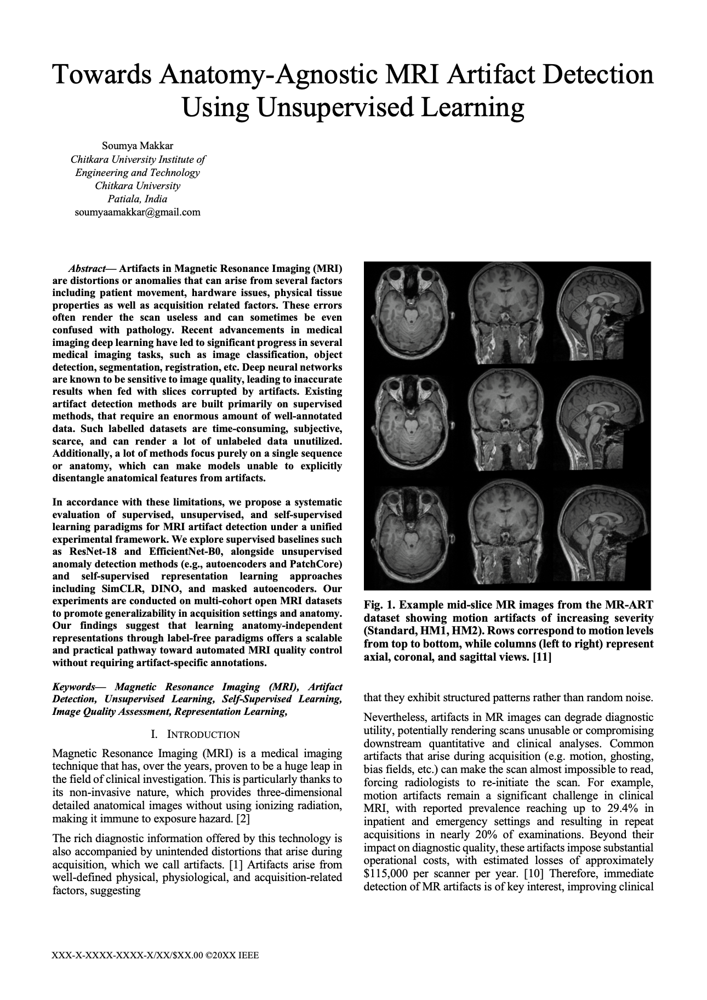 Towards Anatomy-Agnostic MRI Artifact Detection
Using Unsupervised Learning
Soumya Makkar
Chitkara University Institute of
Engineering and Technology
Chitkara University
Patiala, India
soumyaamakkar@gmail.com
Abstract— Artifacts in Magnetic Resonance Imaging (MRI)
are distortions or anomalies that can arise from several factors
including patient movement, hardware issues, physical tissue
properties as well as acquisition related factors. These errors
often render the scan useless and can sometimes be even
confused with pathology. Recent advancements in medical
imaging deep learning have led to significant progress in several
medical imaging tasks, such as image classification, object
detection, segmentation, registration, etc. Deep neural networks
are known to be sensitive to image quality, leading to inaccurate
results when fed with slices corrupted by artifacts. Existing
artifact detection methods are built primarily on supervised
methods, that require an enormous amount of well-annotated
data. Such labelled datasets are time-consuming, subjective,
scarce, and can render a lot of unlabeled data unutilized.
Additionally, a lot of methods focus purely on a single sequence
or anatomy, which can make models unable to explicitly
disentangle anatomical features from artifacts.
In accordance with these limitations, we propose a systematic
evaluation of supervised, unsupervised, and self-supervised
learning paradigms for MRI artifact detection under a unified
experimental framework. We explore supervised baselines such
as ResNet-18 and EfficientNet-B0, alongside unsupervised
anomaly detection methods (e.g., autoencoders and PatchCore)
and self-supervised representation learning approaches
including SimCLR, DINO, and masked autoencoders. Our
experiments are conducted on multi-cohort open MRI datasets
to promote generalizability in acquisition settings and anatomy.
Our findings suggest that learning anatomy-independent
representations through label-free paradigms offers a scalable
and practical pathway toward automated MRI quality control
without requiring artifact-specific annotations.
Keywords— Magnetic Resonance Imaging (MRI), Artifact
Detection, Unsupervised Learning, Self-Supervised Learning,
Image Quality Assessment, Representation Learning,
I. INTRODUCTION
Magnetic Resonance Imaging (MRI) is a medical imaging
technique that has, over the years, proven to be a huge leap in
the field of clinical investigation. This is particularly thanks to
its non-invasive nature, which provides three-dimensional
detailed anatomical images without using ionizing radiation,
making it immune to exposure hazard. [2]
The rich diagnostic information offered by this technology is
also accompanied by unintended distortions that arise during
acquisition, which we call artifacts. [1] Artifacts arise from
well-defined physical, physiological, and acquisition-related
factors, suggesting
Fig. 1. Example mid-slice MR images from the MR-ART
dataset showing motion artifacts of increasing severity
(Standard, HM1, HM2). Rows correspond to motion levels
from top to bottom, while columns (left to right) represent
axial, coronal, and sagittal views. [11]
that they exhibit structured patterns rather than random noise.
Nevertheless, artifacts in MR images can degrade diagnostic
utility, potentially rendering scans unusable or compromising
downstream quantitative and clinical analyses. Common
artifacts that arise during acquisition (e.g. motion, ghosting,
bias fields, etc.) can make the scan almost impossible to read,
forcing radiologists to re-initiate the scan. For example,
motion artifacts remain a significant challenge in clinical
MRI, with reported prevalence reaching up to 29.4% in
inpatient and emergency settings and resulting in repeat
acquisitions in nearly 20% of examinations. Beyond their
impact on diagnostic quality, these artifacts impose substantial
operational costs, with estimated losses of approximately
$115,000 per scanner per year. [10] Therefore, immediate
detection of MR artifacts is of key interest, improving clinical
XXX-X-XXXX-XXXX-X/XX/$XX.00 ©20XX IEEE